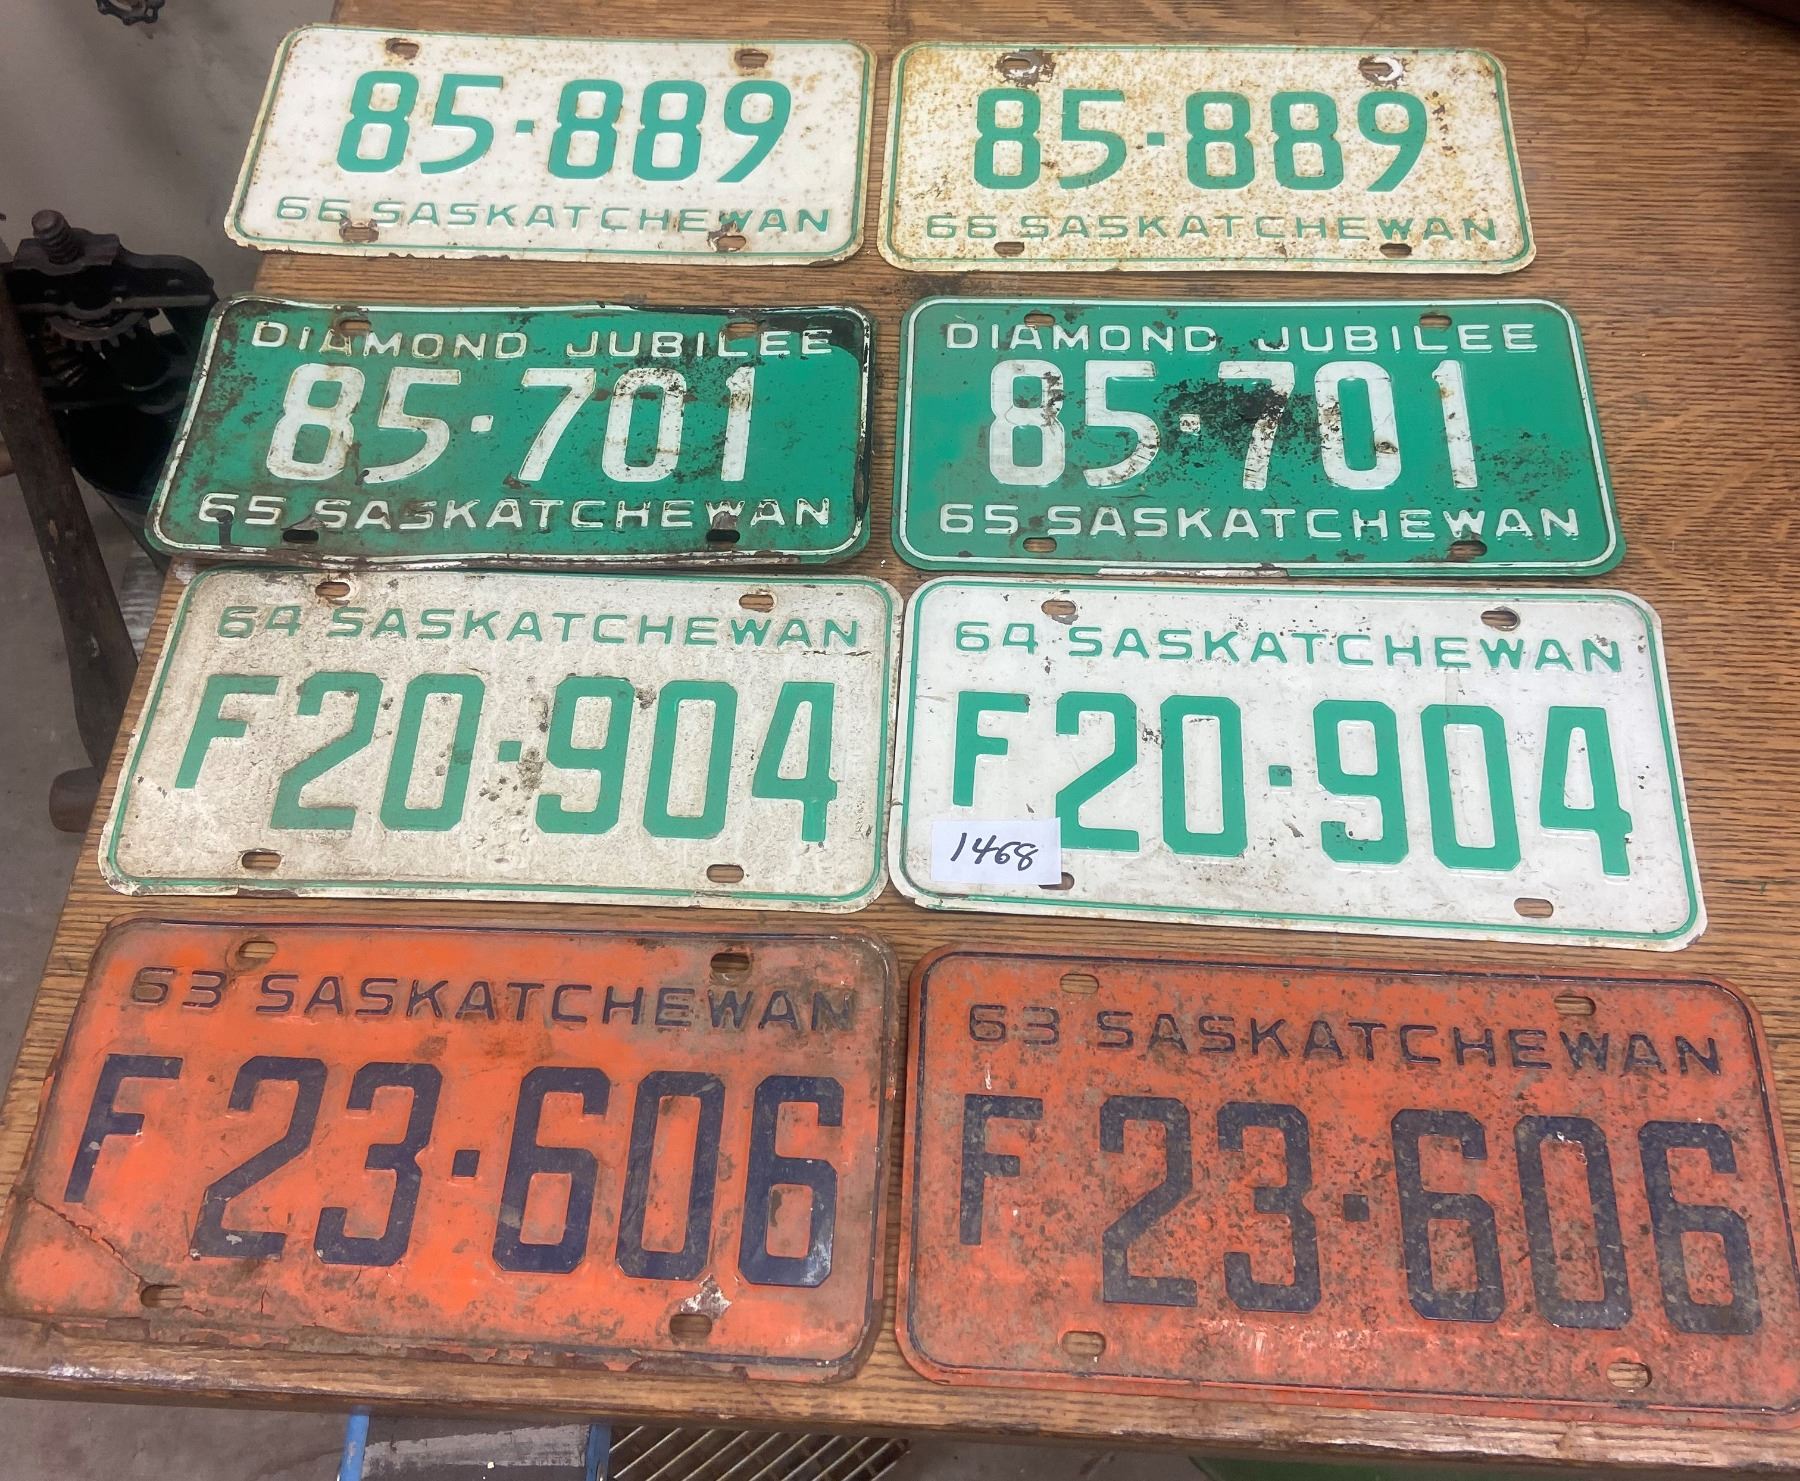 85·889
66 SASKATCHEWAN
85·889
66 SASKATCHEWAN
DIAMOND JUBILEE
85·701
65 SASKATCHEWAN
DIAMOND JUBILEE
85·701
65 SASKATCHEWAN
64 SASKATCHEWAN
F20·904
64 SASKATCHEWAN
F20·904
1468
63 SASKATCHEWAN
F23·606
63 SASKATCHEWAN
F23·606